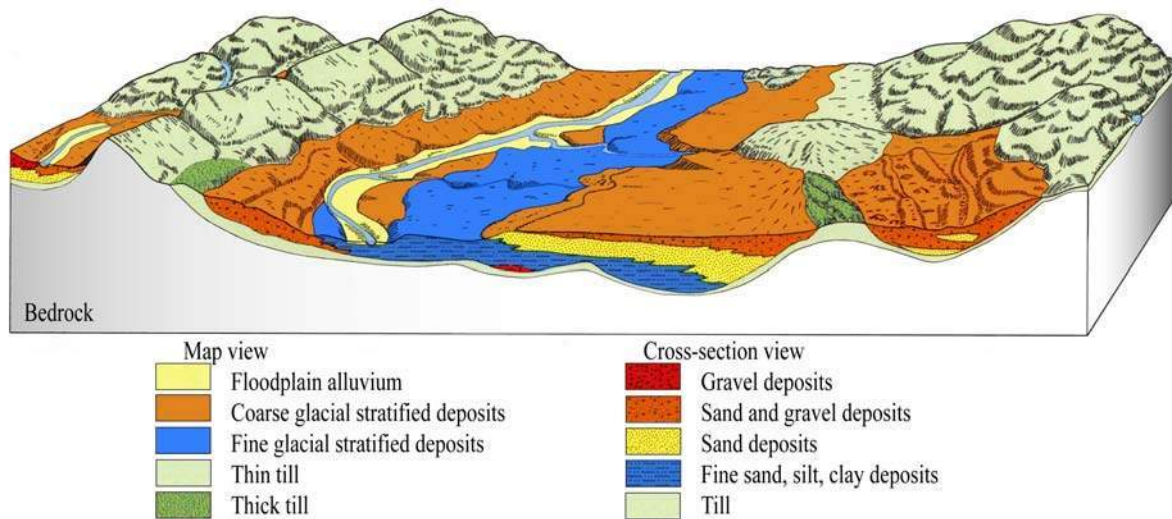 Bedrock
Map view
Floodplain alluvium
Coarse glacial stratified deposits
Fine glacial stratified deposits
Thin till
Thick till
Cross-section view
Gravel deposits
Sand and gravel deposits
Sand deposits
Fine sand, silt, clay deposits
Till